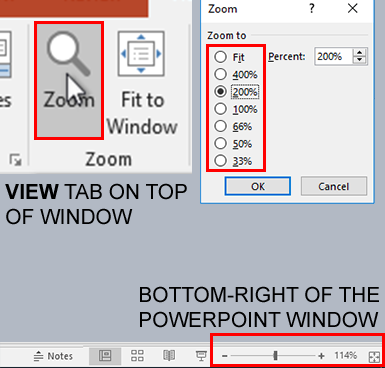 Zoom
Fit to
Window
Zoom
VIEW TAB ON TOP
OF WINDOW
Zoom
?
Zoom to
Fit
Percent: 200%
400%
200%
100%
66%
50%
33%
OK Cancel
BOTTOM-RIGHT OF THE
POWERPOINT WINDOW
Notes
- + 114%